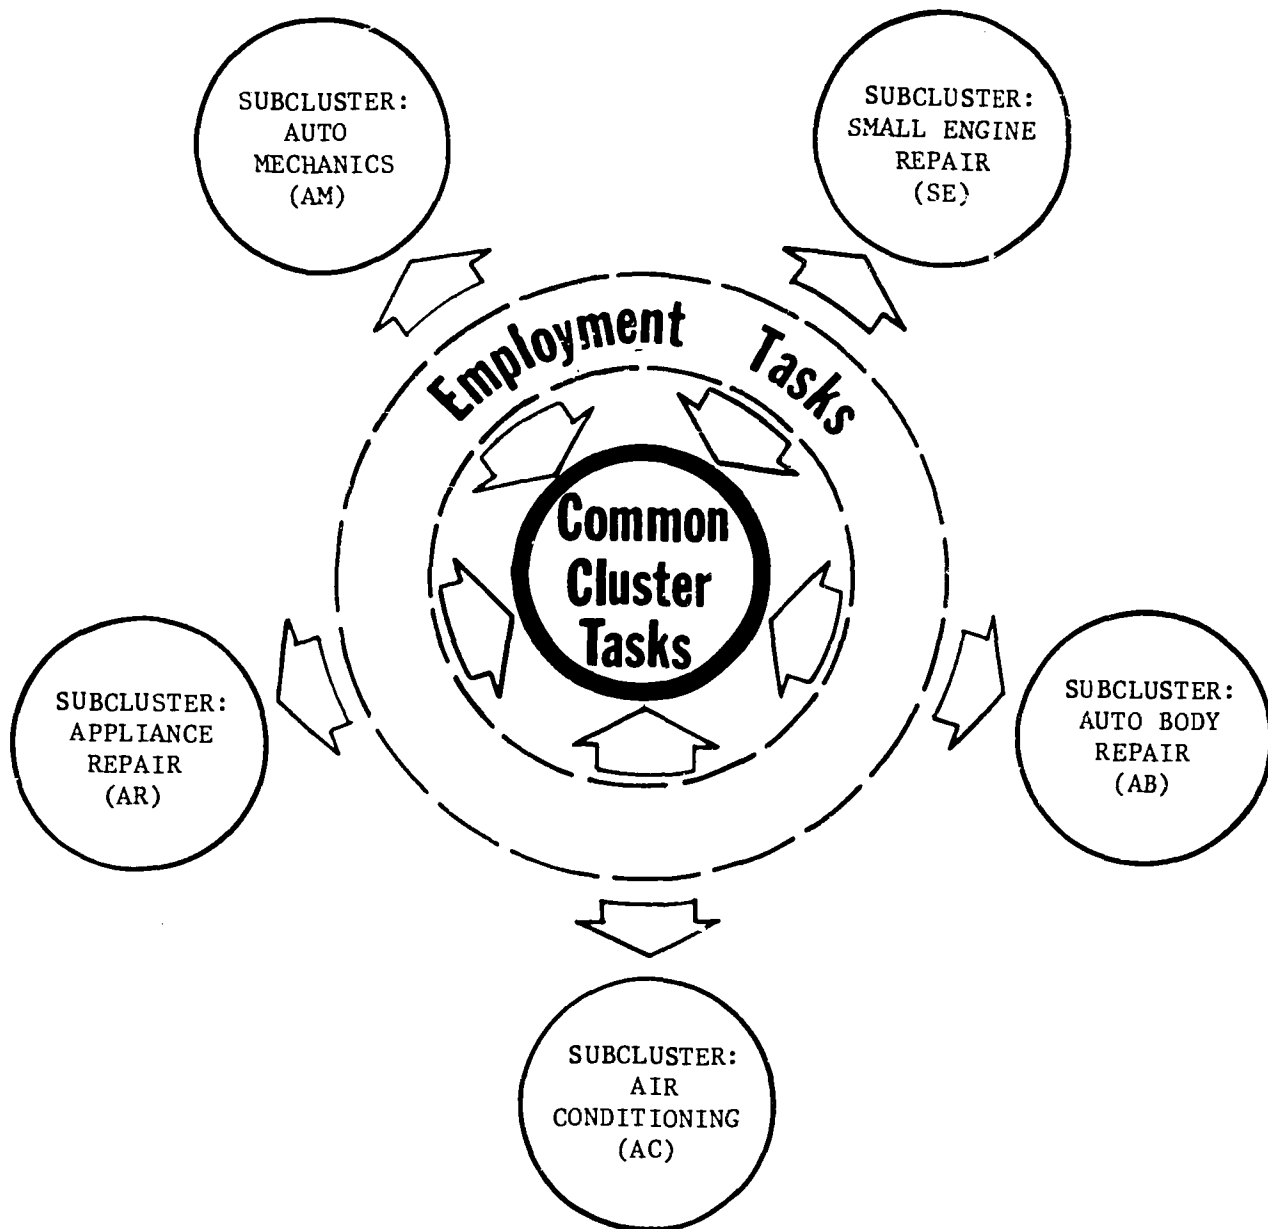 SUBCLUSTER:
AUTO
MECHANICS
(AM)
SUBCLUSTER:
SMALL ENGINE
REPAIR
(SE)
Employment Tasks
Common
Cluster
Tasks
SUBCLUSTER:
APPLIANCE
REPAIR
(AR)
SUBCLUSTER:
AUTO BODY
REPAIR
(AB)
SUBCLUSTER:
AIR
CONDITIONING
(AC)